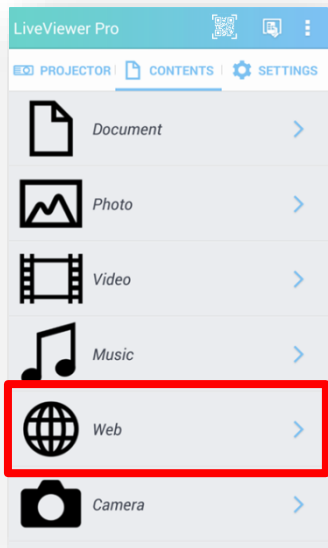 LiveViewer Pro
PROJECTOR CONTENTS SETTINGS
Document
Photo
Video
Music
Web
Camera